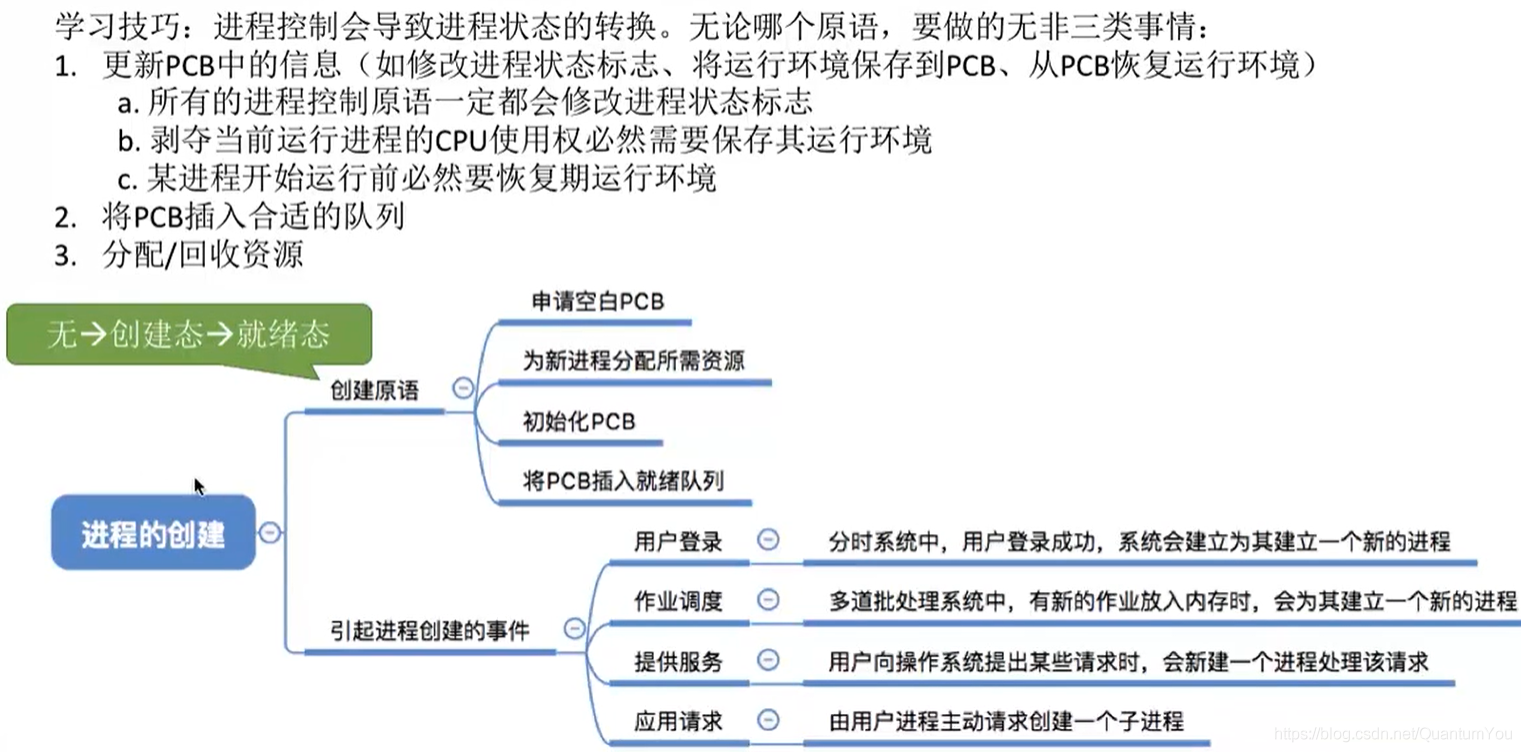 学习技巧：进程控制会导致进程状态的转换。无论哪个原语，要做的无非三类事情：
1. 更新PCB中的信息（如修改进程状态标志、将运行环境保存到PCB、从PCB恢复运行环境）
a. 所有的进程控制原语一定都会修改进程状态标志
b. 剥夺当前运行进程的CPU使用权必然需要保存其运行环境
c. 某进程开始运行前必然要恢复期运行环境
2. 将PCB插入合适的队列
3. 分配/回收资源
无→创建态→就绪态
进程的创建
创建原语
申请空白PCB
为新进程分配所需资源
初始化PCB
将PCB插入就绪队列
引起进程创建的事件
用户登录
分时系统中，用户登录成功，系统会建立为其建立一个新的进程
作业调度
多道批处理系统中，有新的作业放入内存时，会为其建立一个新的进程
提供服务
用户向操作系统提出某些请求时，会新建一个进程处理该请求
应用请求
由用户进程主动请求创建一个子进程
https://blog.csdn.net/QuantumYou